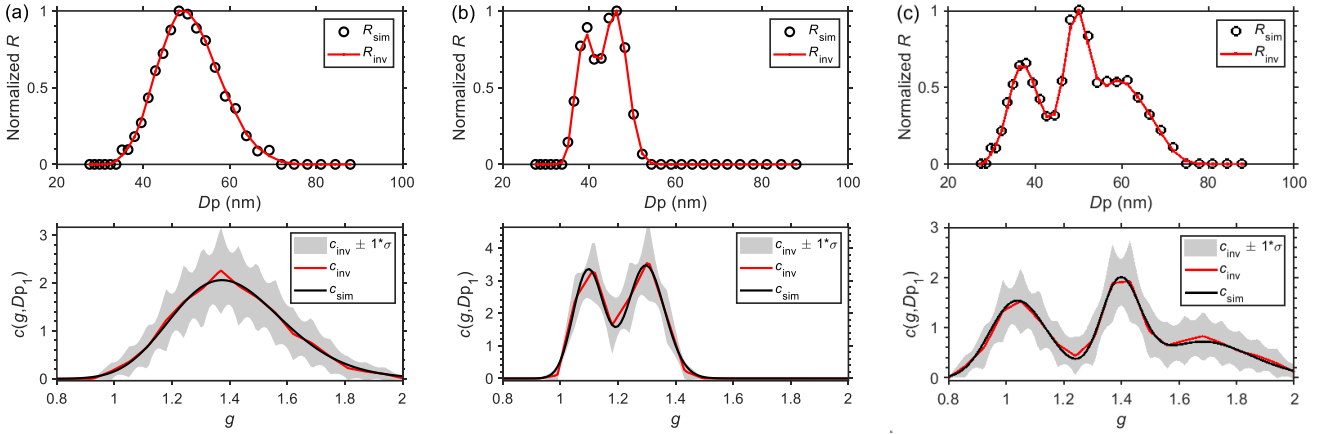 (a)
Normalized R
1
0.5
0
20 40 60 80 100
Dp (nm)
R_sim
R_inv
(b)
Normalized R
1
0.5
0
20 40 60 80 100
Dp (nm)
R_sim
R_inv
(c)
Normalized R
1
0.5
0
20 40 60 80 100
Dp (nm)
R_sim
R_inv
c(g,Dp_1)
3
2
1
0
0.8 1 1.2 1.4 1.6 1.8 2
g
c_inv ± 1*σ
c_inv
c_sim
c(g,Dp_1)
4
3
2
1
0
0.8 1 1.2 1.4 1.6 1.8 2
g
c_inv ± 1*σ
c_inv
c_sim
c(g,Dp_1)
3
2
1
0
0.8 1 1.2 1.4 1.6 1.8 2
g
c_inv ± 1*σ
c_inv
c_sim